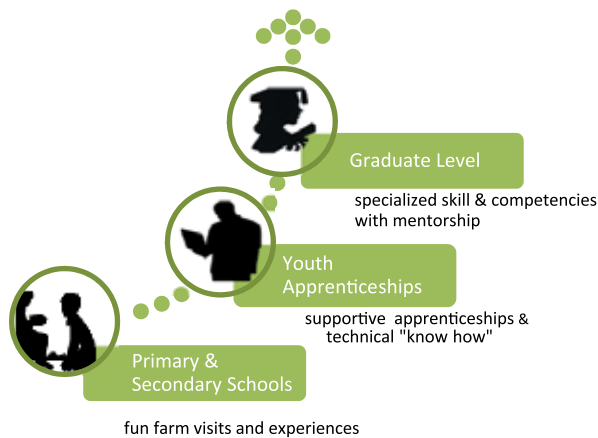 Graduate Level
specialized skill & competencies
with mentorship
Youth
Apprenticeships
supportive apprenticeships &
technical "know how"
Primary &
Secondary Schools
fun farm visits and experiences